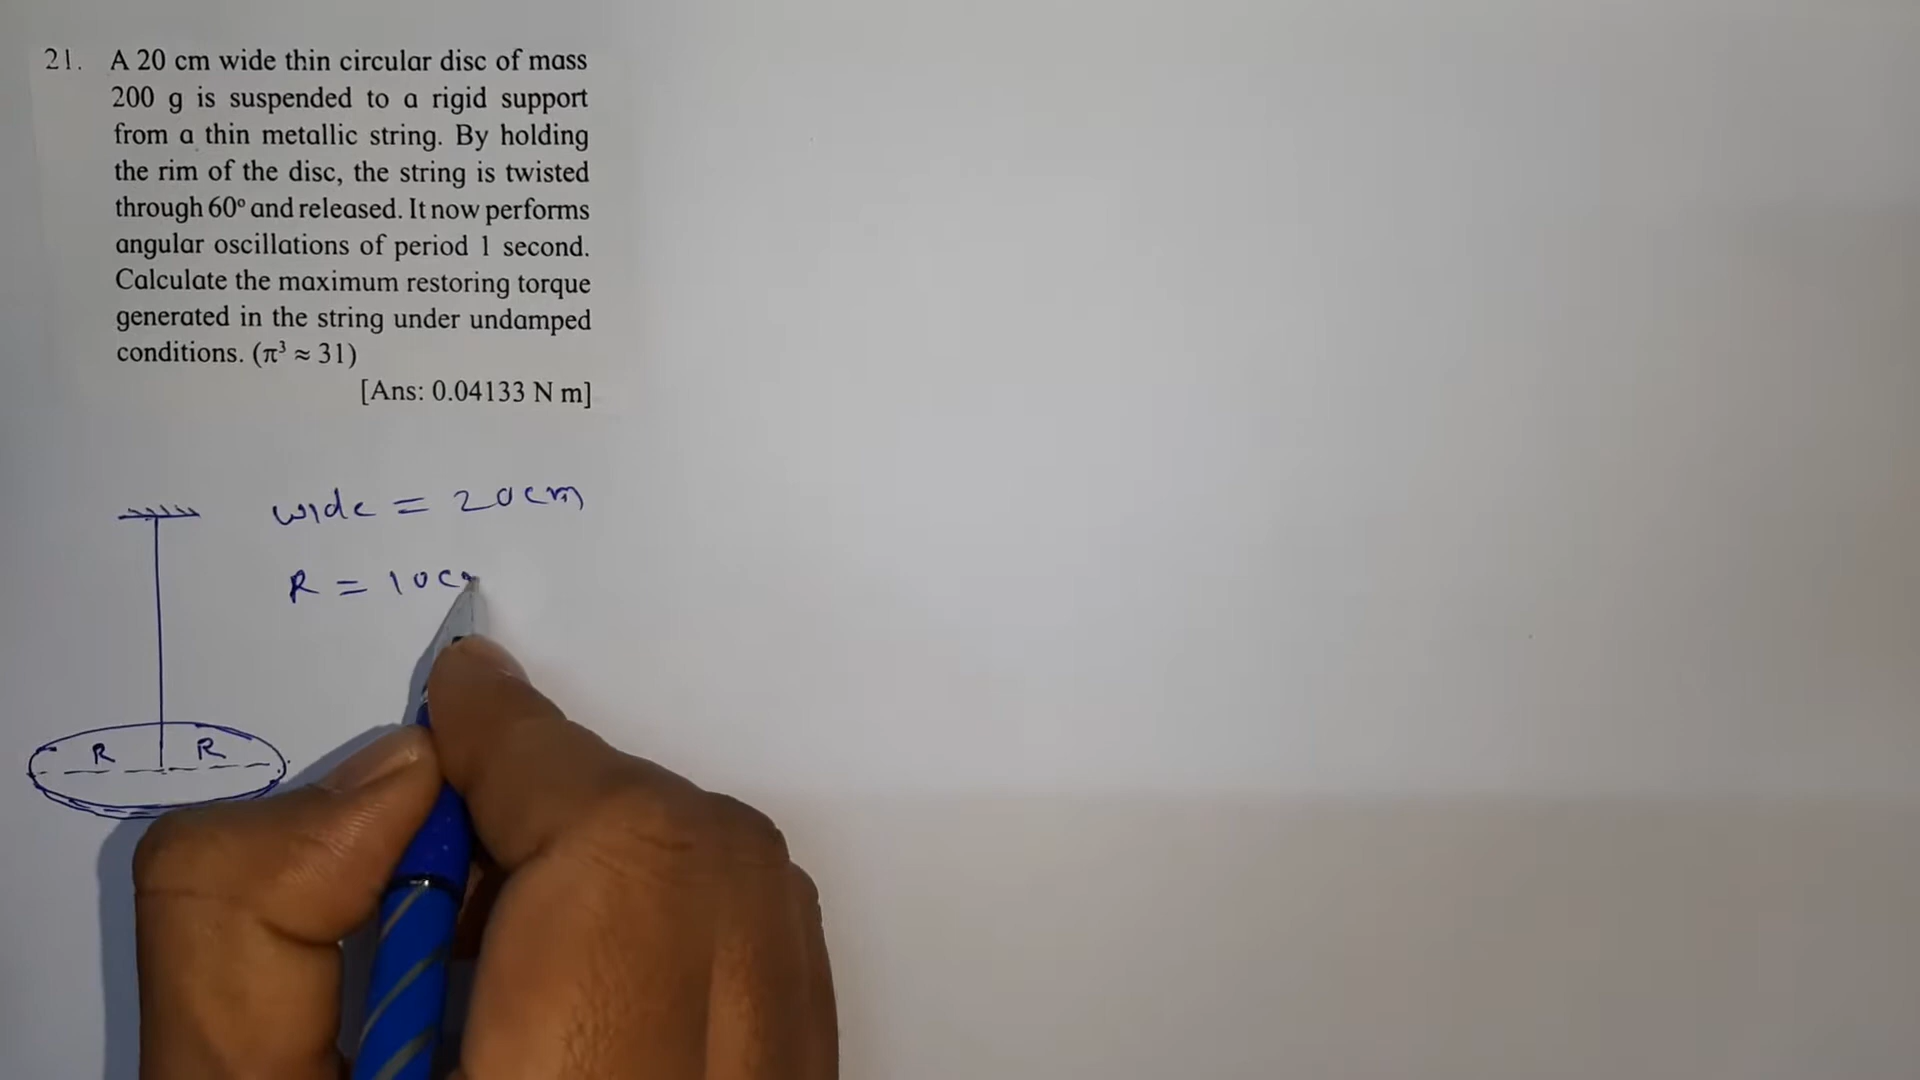 21. A 20 cm wide thin circular disc of mass
200 g is suspended to a rigid support
from a thin metallic string. By holding
the rim of the disc, the string is twisted
through 60° and released. It now performs
angular oscillations of period 1 second.
Calculate the maximum restoring torque
generated in the string under undamped
conditions. (π³ ≈ 31)
[Ans: 0.04133 N m]
wide = 20cm
R = 10cm
R R